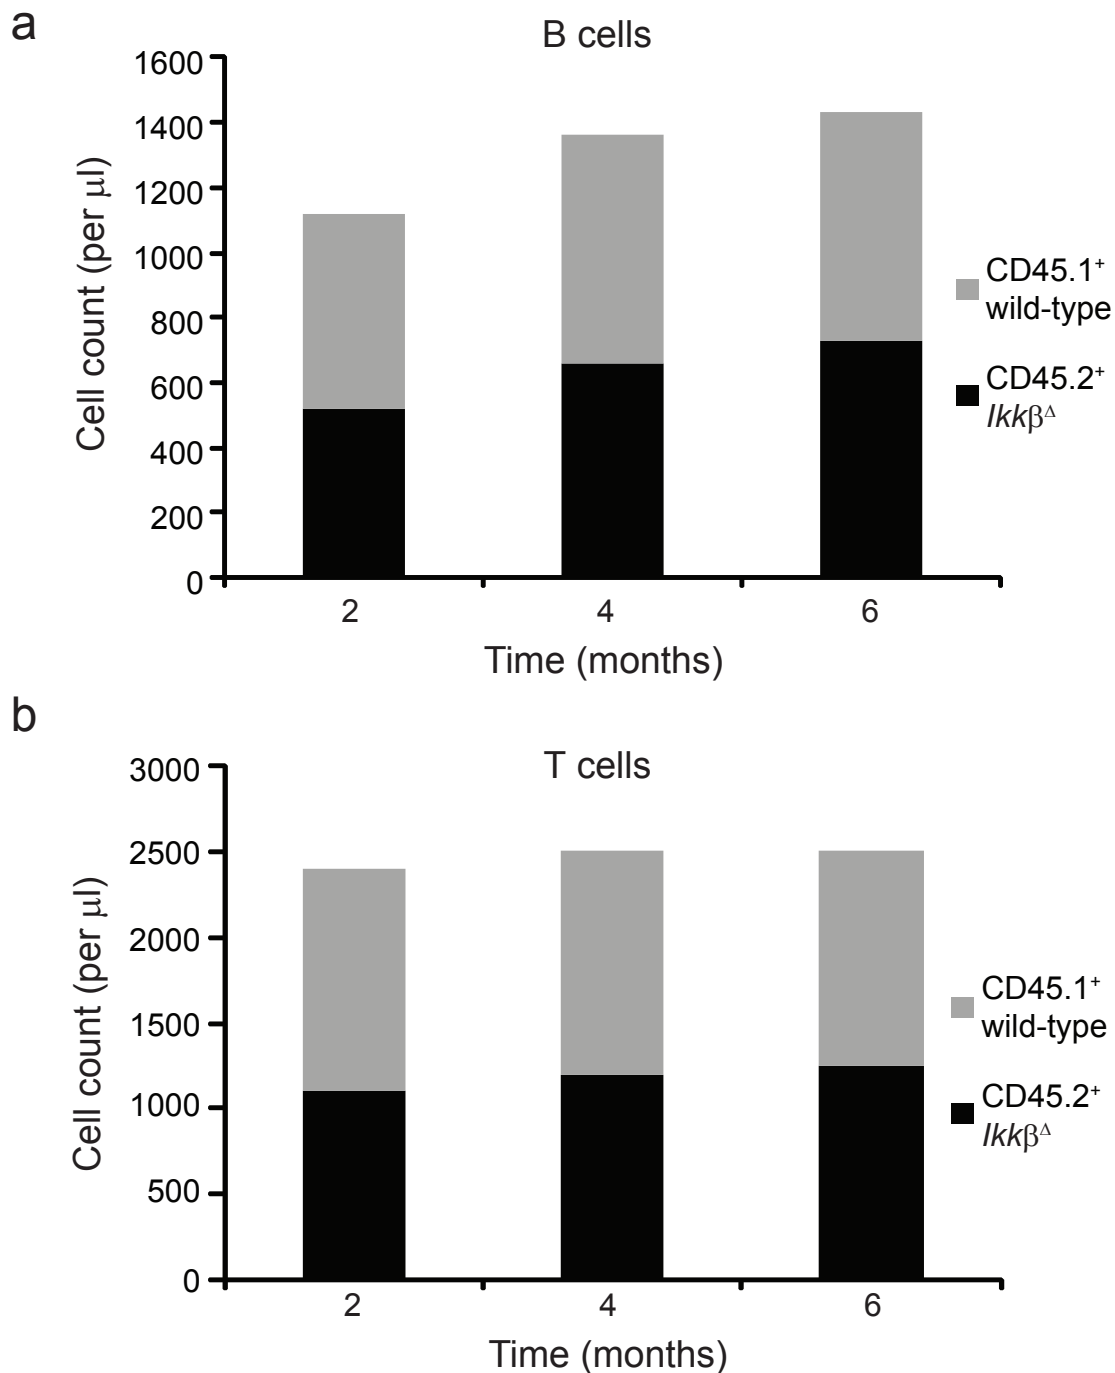 a
B cells
1600
1400
1200
1000
800
600
400
200
0
Cell count (per μl)
2 4 6
Time (months)
CD45.1⁺
wild-type
CD45.2⁺
Ikkβᐞ
b
T cells
3000
2500
2000
1500
1000
500
0
Cell count (per μl)
2 4 6
Time (months)
CD45.1⁺
wild-type
CD45.2⁺
Ikkβᐞ